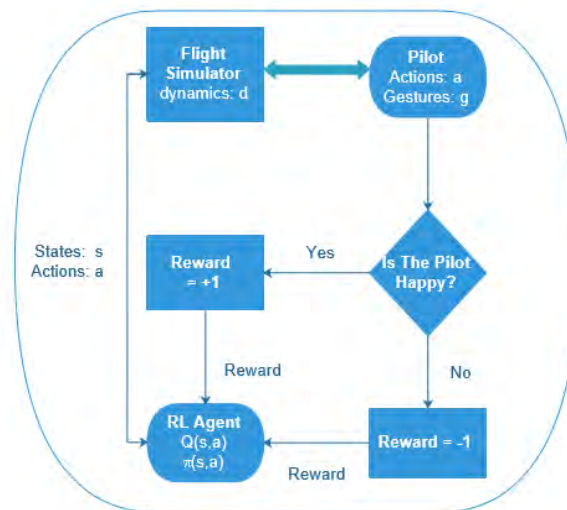 Flight
Simulator
dynamics: d
Pilot
Actions: a
Gestures: g
States: s
Actions: a
Reward
= +1
Yes
Is The Pilot
Happy?
Reward
No
RL Agent
Q(s,a)
π(s,a)
Reward = -1
Reward